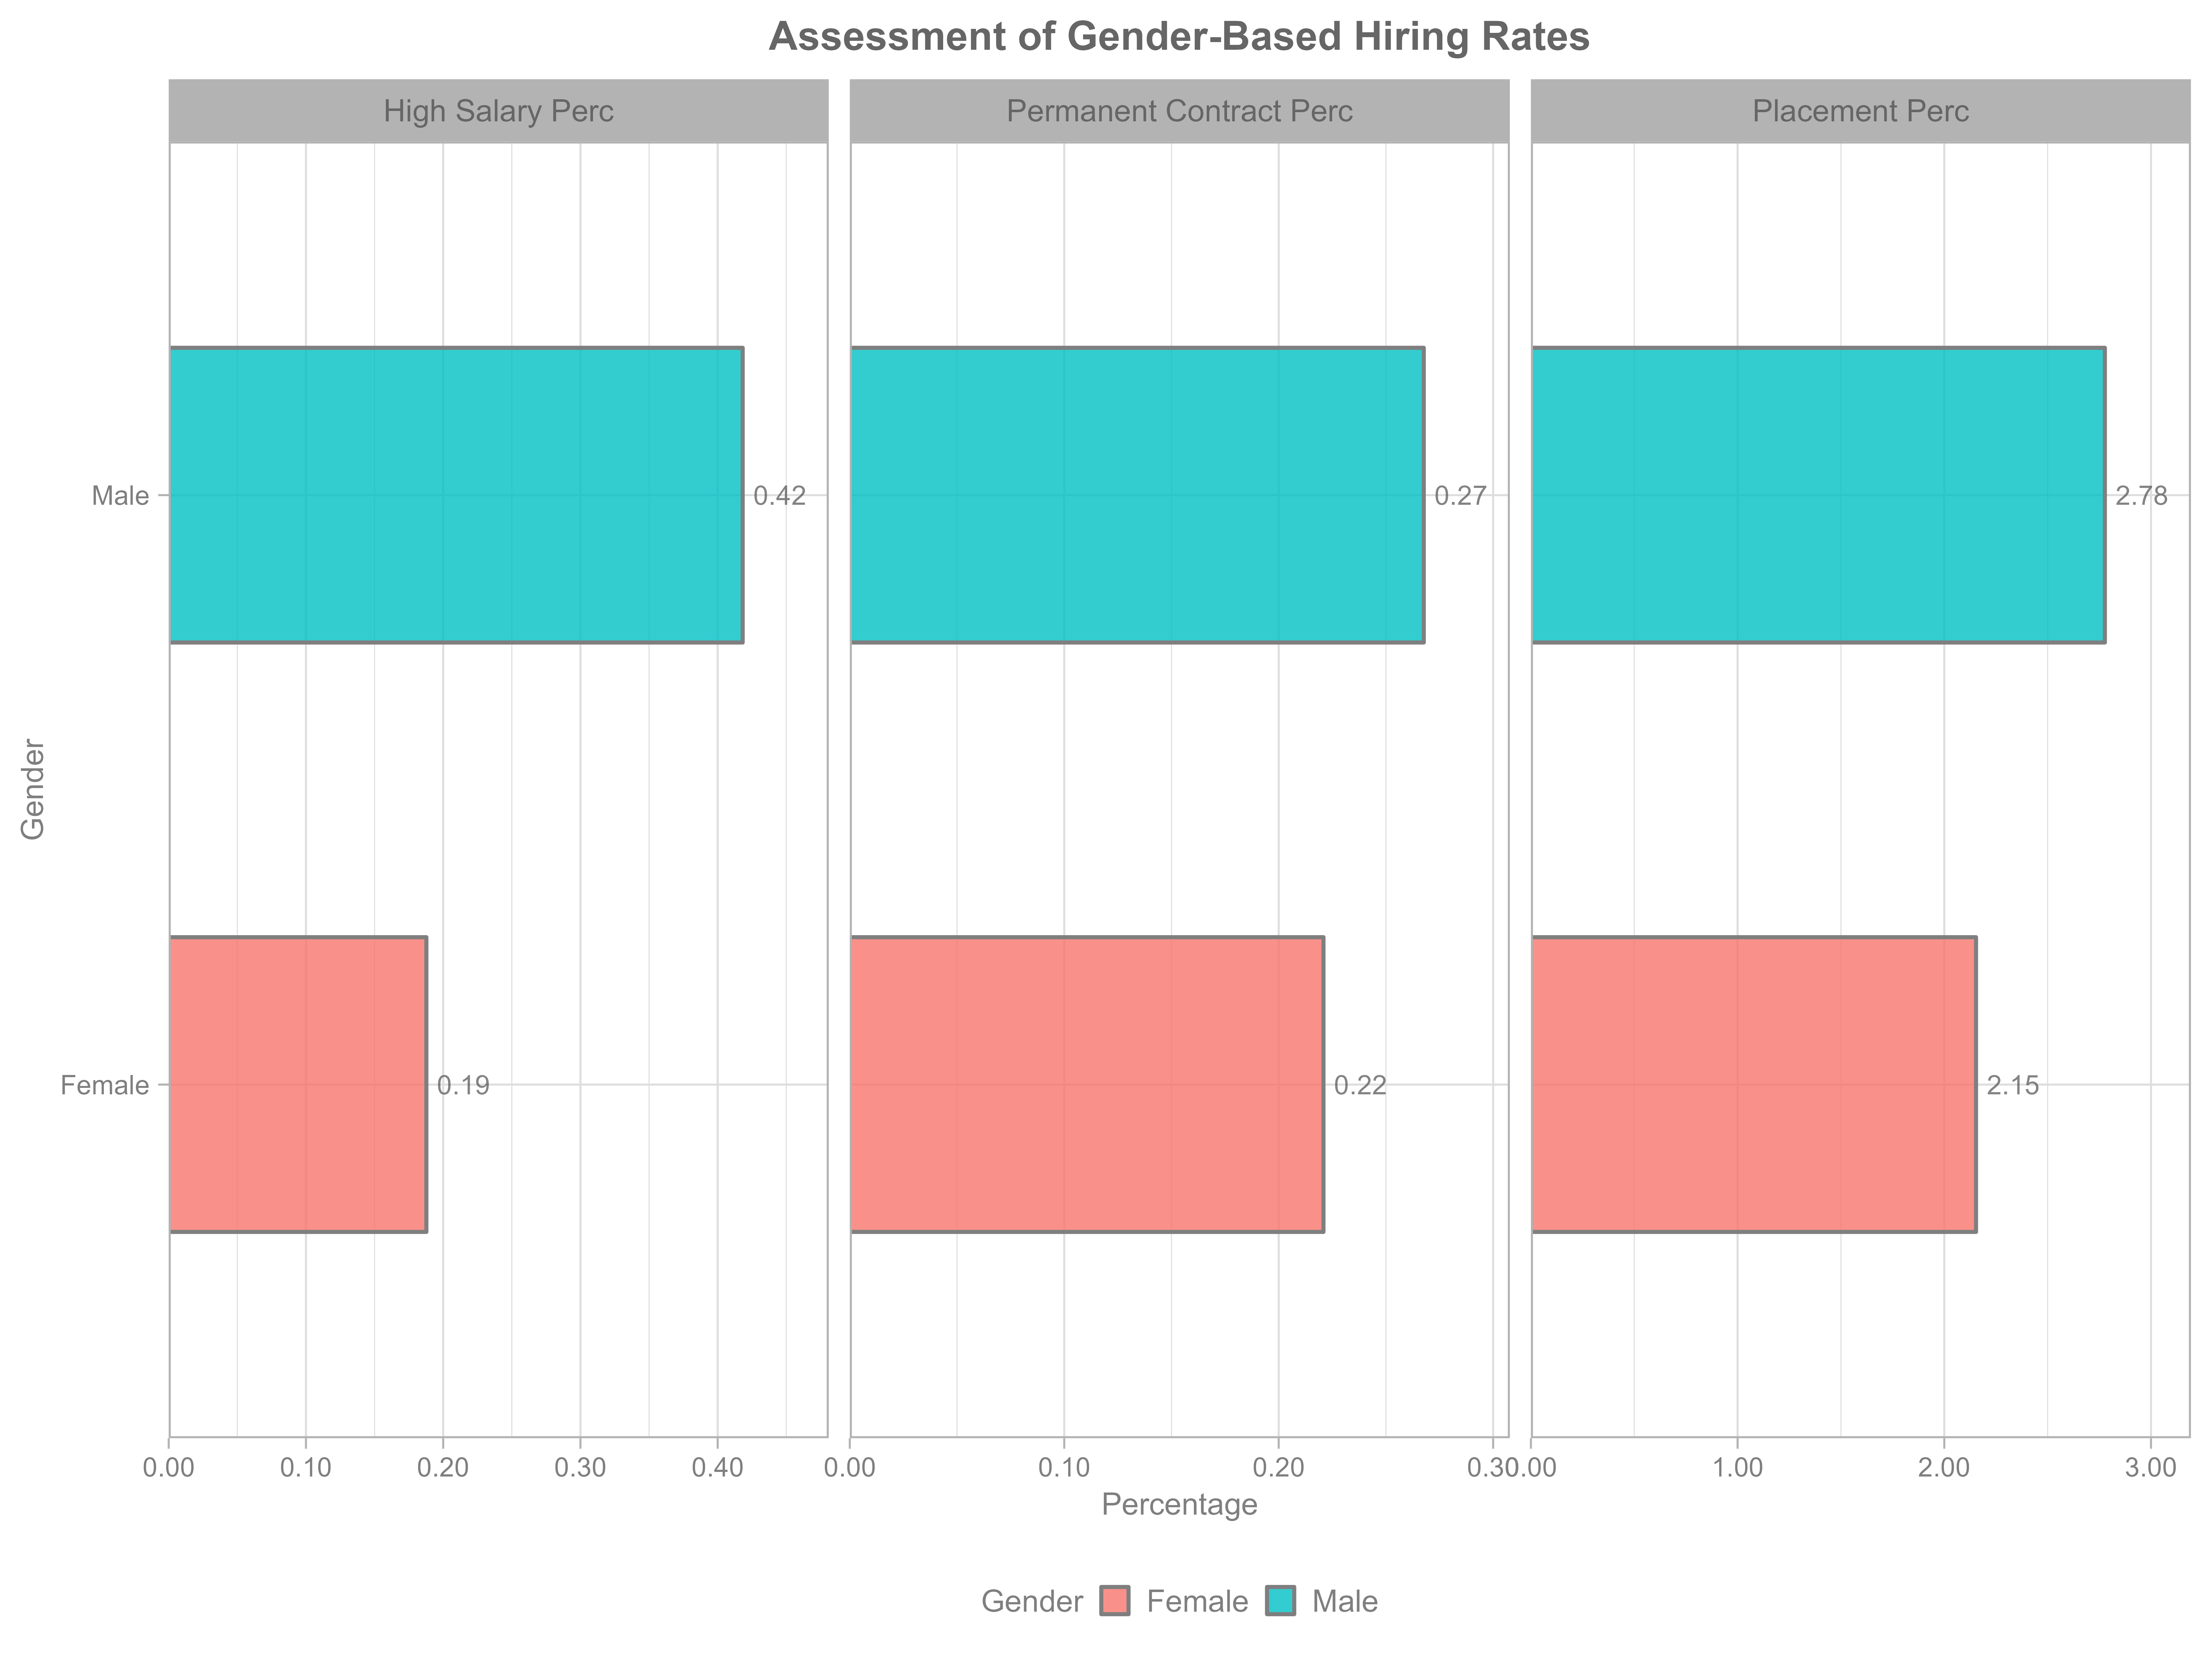 Assessment of Gender-Based Hiring Rates
High Salary Perc
Permanent Contract Perc
Placement Perc
Gender
Male
0.42
0.27
2.78
Female
0.19
0.22
2.15
0.00 0.10 0.20 0.30 0.40
0.00 0.10 0.20 0.30
0.00 1.00 2.00 3.00
Percentage
Gender Female Male